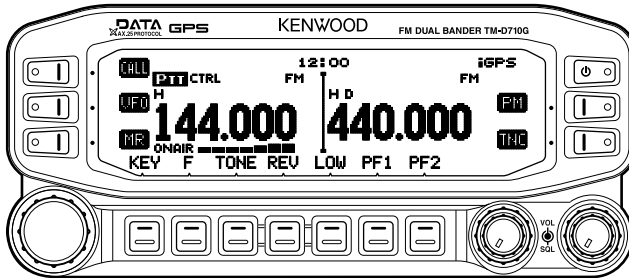 DATA GPS KENWOOD FM DUAL BANDER TM-D710G
AX.25 PROTOCOL
CALL 12:00 iGPS
PTT CTRL FM FM
VFO H H D PM
144.000 440.000
MR ONAIR TNC
KEY F TONE REV LOW PF1 PF2
VOL
SQL